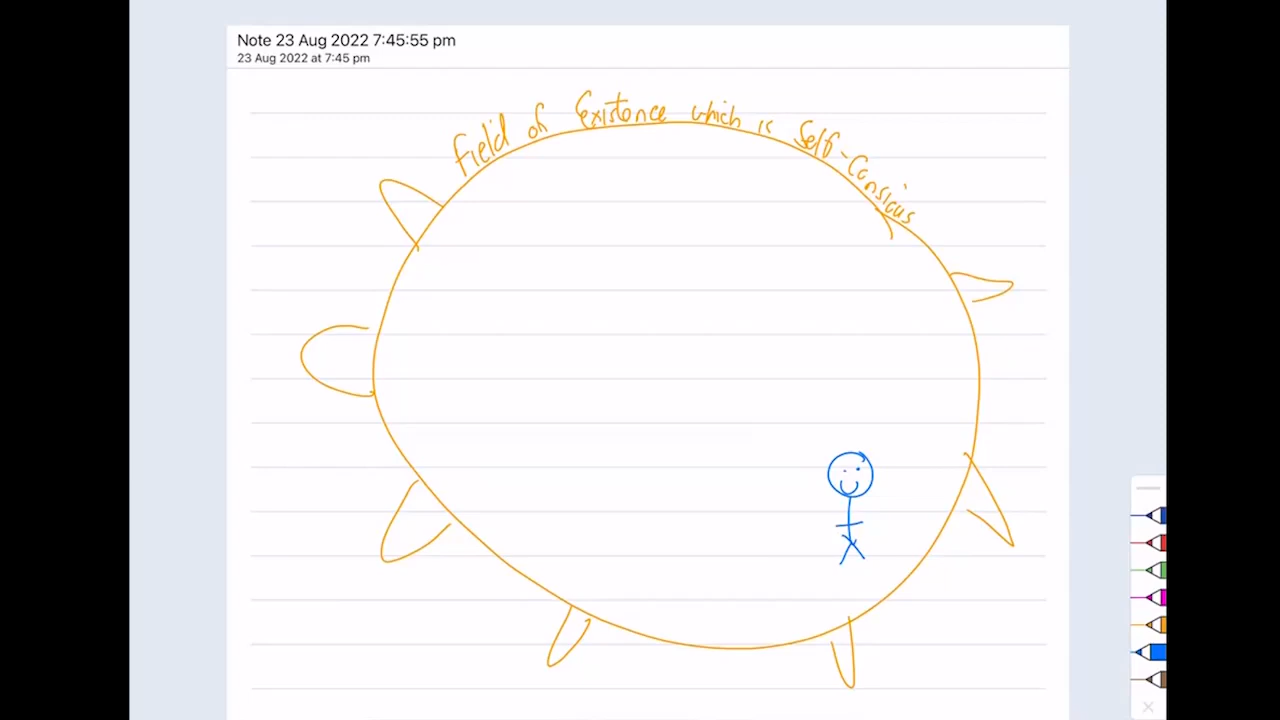 Note 23 Aug 2022 7:45:55 pm
23 Aug 2022 at 7:45 pm
Field of Existence which is Self-Consious